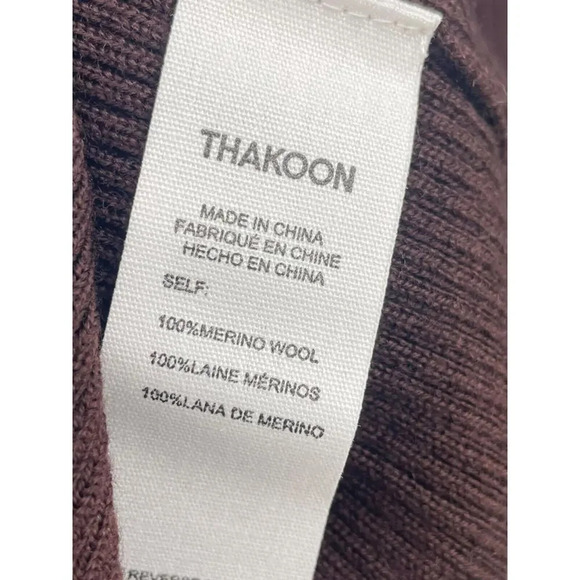 THAKOON
MADE IN CHINA
FABRIQUÉ EN CHINE
HECHO EN CHINA
SELF:
100%MERINO WOOL
100%LAINE MÉRINOS
100%LANA DE MERINO